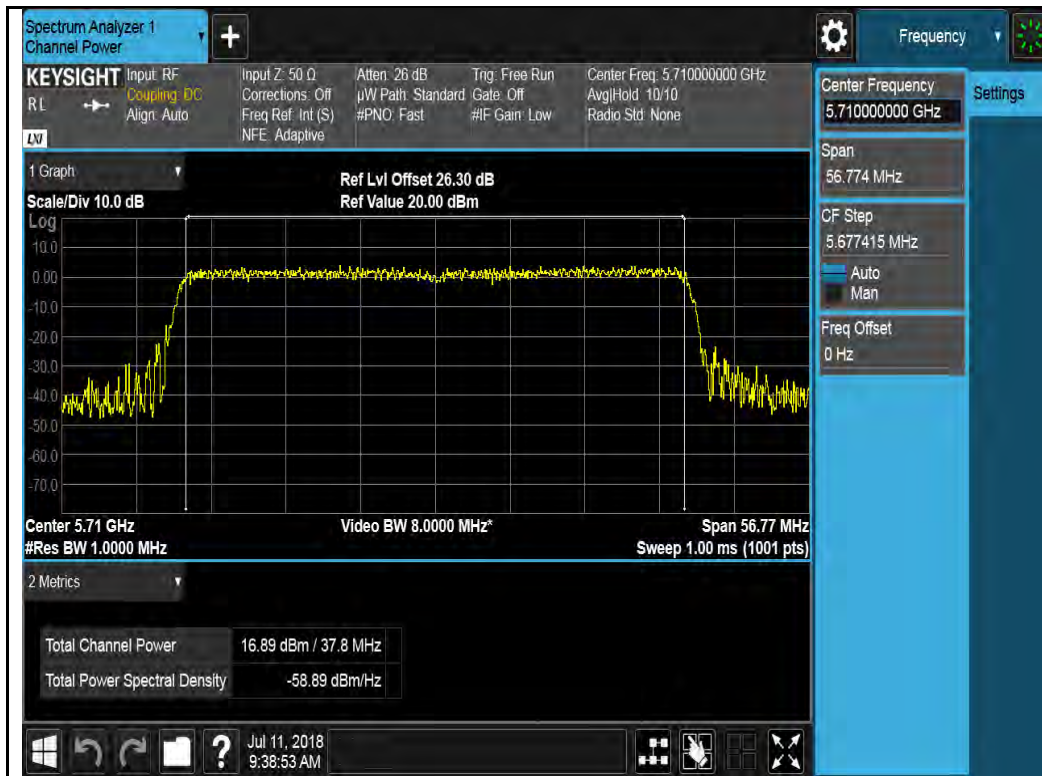 Spectrum Analyzer 1
Channel Power
+
Frequency
KEYSIGHT
RL
LXI
Input: RF
Coupling: DC
Align: Auto
Input Z: 50 Ω
Corrections: Off
Freq Ref: Int (S)
NFE: Adaptive
Atten: 26 dB
µW Path: Standard
#PNO: Fast
Trig: Free Run
Gate: Off
#IF Gain: Low
Center Freq: 5.710000000 GHz
Avg|Hold: 10/10
Radio Std: None
Center Frequency
5.710000000 GHz
Settings
Span
56.774 MHz
CF Step
5.677415 MHz
Auto
Man
Freq Offset
0 Hz
1 Graph
Scale/Div 10.0 dB
Ref Lvl Offset 26.30 dB
Ref Value 20.00 dBm
Log
10.0
0.00
-10.0
-20.0
-30.0
-40.0
-50.0
-60.0
-70.0
Center 5.71 GHz
#Res BW 1.0000 MHz
Video BW 8.0000 MHz*
Span 56.77 MHz
Sweep 1.00 ms (1001 pts)
2 Metrics
Total Channel Power 16.89 dBm / 37.8 MHz
Total Power Spectral Density -58.89 dBm/Hz
?
Jul 11, 2018
9:38:53 AM